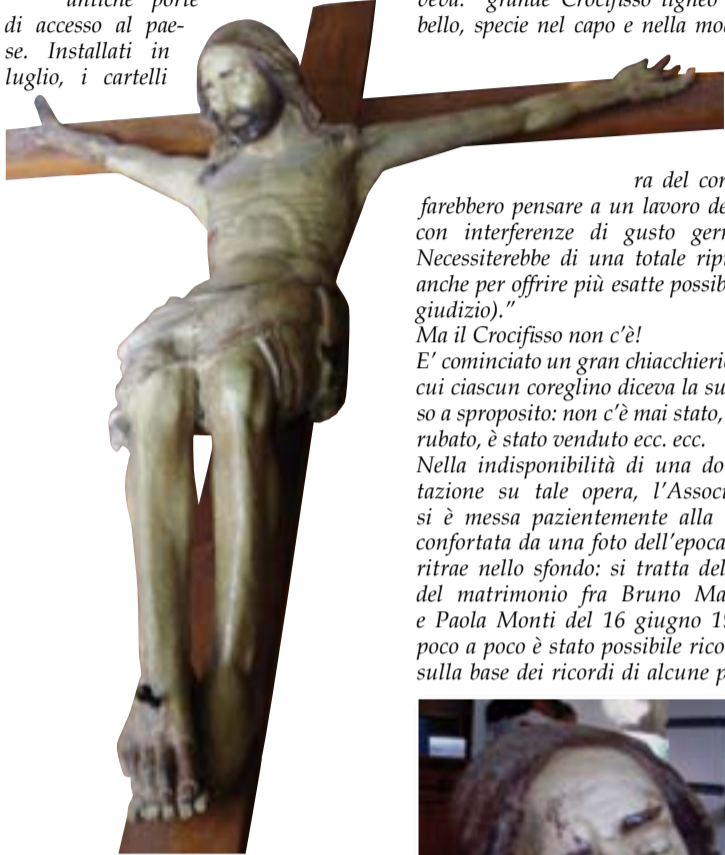 antiche porte
di accesso al pae-
se. Installati in
luglio, i cartelli
veva: "grande Crocifisso ligneo
bello, specie nel capo e nella mo
ra del cor
farebbero pensare a un lavoro de
con interferenze di gusto ger
Necessiterebbe di una totale rip
anche per offrire più esatte possib
giudizio)."
Ma il Crocifisso non c'è!
E' cominciato un gran chiacchieri
cui ciascun coreglino diceva la su
so a sproposito: non c'è mai stato,
rubato, è stato venduto ecc. ecc.
Nella indisponibilità di una do
tazione su tale opera, l'Assoc
si è messa pazientemente alla
confortata da una foto dell'epoca
ritrae nello sfondo: si tratta del
del matrimonio fra Bruno Ma
e Paola Monti del 16 giugno 19
poco a poco è stato possibile rico
sulla base dei ricordi di alcune p